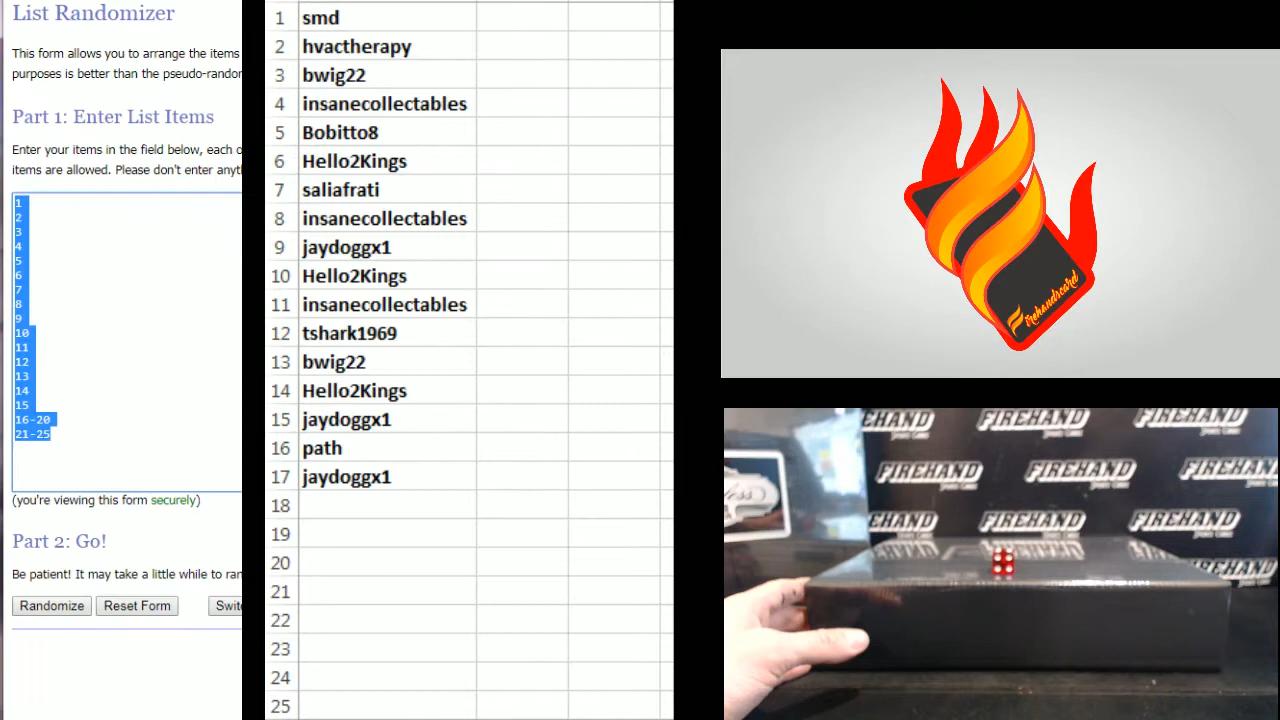 List Randomizer
This form allows you to arrange the items
purposes is better than the pseudo-rando
Part 1: Enter List Items
Enter your items in the field below, each o
items are allowed. Please don't enter anyth
1
2
3
4
5
6
7
8
9
10
11
12
13
14
15
16-20
21-25
(you're viewing this form securely)
Part 2: Go!
Be patient! It may take a little while to ran
Randomize Reset Form Switc
1 smd
2 hvactherapy
3 bwig22
4 insanecollectables
5 Bobitto8
6 Hello2Kings
7 saliafrati
8 insanecollectables
9 jaydoggx1
10 Hello2Kings
11 insanecollectables
12 tshark1969
13 bwig22
14 Hello2Kings
15 jaydoggx1
16 path
17 jaydoggx1
18
19
20
21
22
23
24
25
Firehandscard
FIREHAND
FIREHAND
FIREHAND
FIREHAND
FIREHAND
FIREHAND
FIREHAND
FIREHAND
FIREHAND